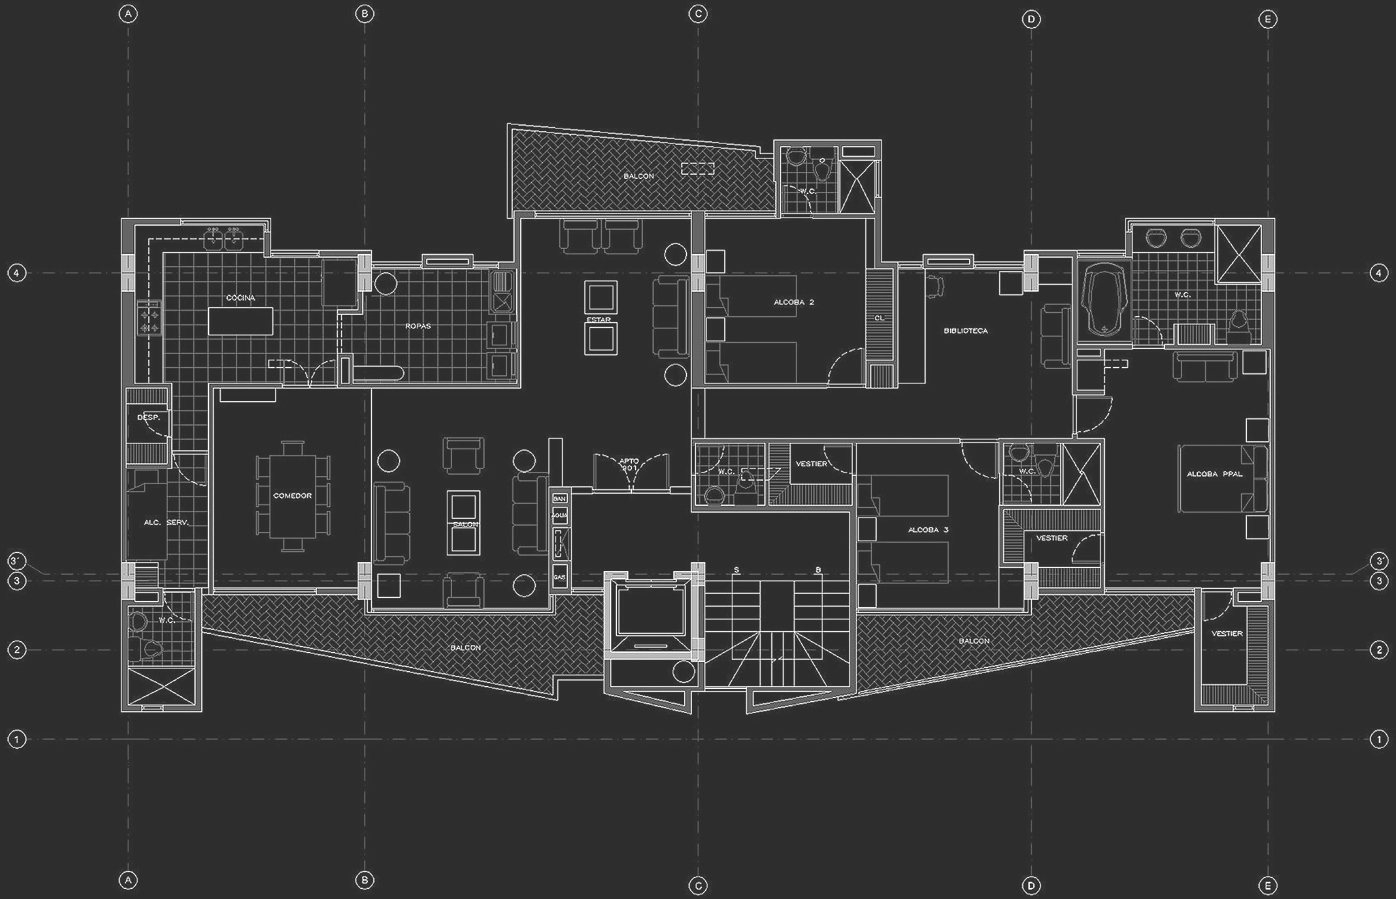 A
B
C
D
E
BALCON
W.C.
4
4
COCINA
W.C.
ALCOBA 2
ESTAR
CL
ROPAS
BIBLIOTECA
DESP.
APTO
201
VESTIER
W.C.
W.C.
ALCOBA PPAL
COMEDOR
BAN
AGUA
ALC. SERV.
SALON
ALCOBA 3
VESTIER
3'
3'
S
B
GAS
3
3
W.C.
VESTIER
BALCON
BALCON
2
2
1
1
A
B
C
D
E